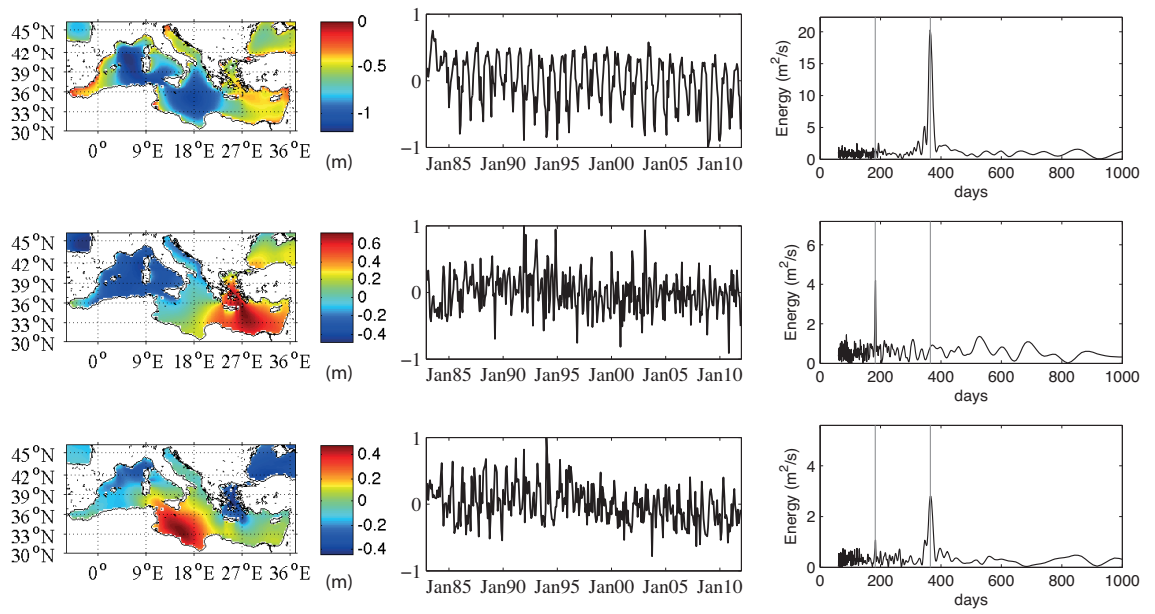 45°N
42°N
39°N
36°N
33°N
30°N
0°
9°E
18°E
27°E
36°E
0
−0.5
−1
(m)
1
0
−1
Jan85
Jan90
Jan95
Jan00
Jan05
Jan10
Energy (m²/s)
20
15
10
5
0
0
200
400
600
800
1000
days
45°N
42°N
39°N
36°N
33°N
30°N
0°
9°E
18°E
27°E
36°E
0.6
0.4
0.2
0
-0.2
-0.4
(m)
1
0
−1
Jan85
Jan90
Jan95
Jan00
Jan05
Jan10
Energy (m²/s)
6
4
2
0
0
200
400
600
800
1000
days
45°N
42°N
39°N
36°N
33°N
30°N
0°
9°E
18°E
27°E
36°E
0.4
0.2
0
-0.2
-0.4
(m)
1
0
−1
Jan85
Jan90
Jan95
Jan00
Jan05
Jan10
Energy (m²/s)
4
2
0
0
200
400
600
800
1000
days